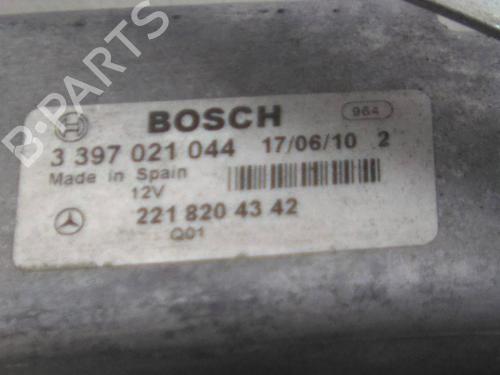 B-PARTS
BOSCH 964
3 397 021 044 17/06/10 2
Made in Spain
12V
221 820 43 42
Q01